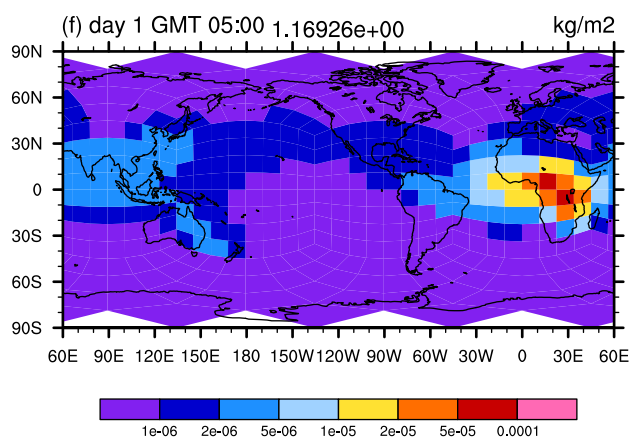 (f) day 1 GMT 05:00 1.16926e+00 kg/m2
90N
60N
30N
0
30S
60S
90S
60E 90E 120E 150E 180 150W 120W 90W 60W 30W 0 30E 60E
1e-06 2e-06 5e-06 1e-05 2e-05 5e-05 0.0001